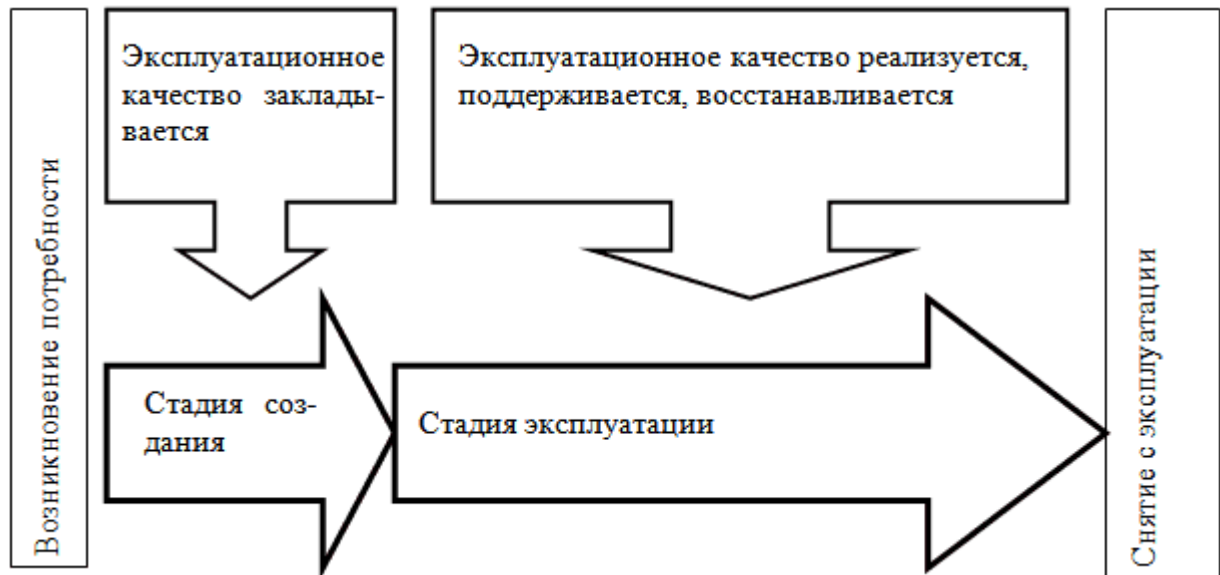 Возникновение потребности
Эксплуатационное
качество заклады-
вается
Эксплуатационное качество реализуется,
поддерживается, восстанавливается
Стадия соз-
дания
Стадия эксплуатации
Снятие с эксплуатации